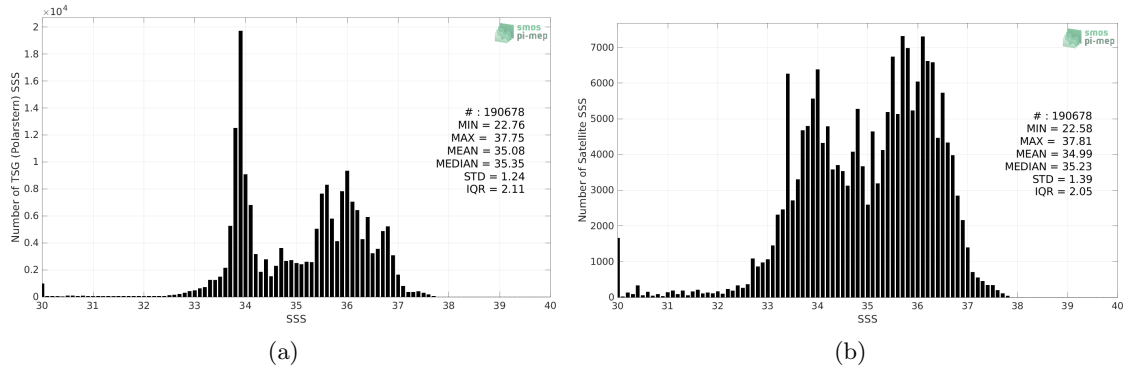 ×10⁴
2
1.8
1.6
1.4
1.2
1
0.8
0.6
0.4
0.2
0
Number of TSG (Polarstern) SSS
30 31 32 33 34 35 36 37 38 39 40
SSS
smos
pi-mep
# : 190678
MIN = 22.76
MAX = 37.75
MEAN = 35.08
MEDIAN = 35.35
STD = 1.24
IQR = 2.11
(a)
7000
6000
5000
4000
3000
2000
1000
0
Number of Satellite SSS
30 31 32 33 34 35 36 37 38 39 40
SSS
smos
pi-mep
# : 190678
MIN = 22.58
MAX = 37.81
MEAN = 34.99
MEDIAN = 35.23
STD = 1.39
IQR = 2.05
(b)